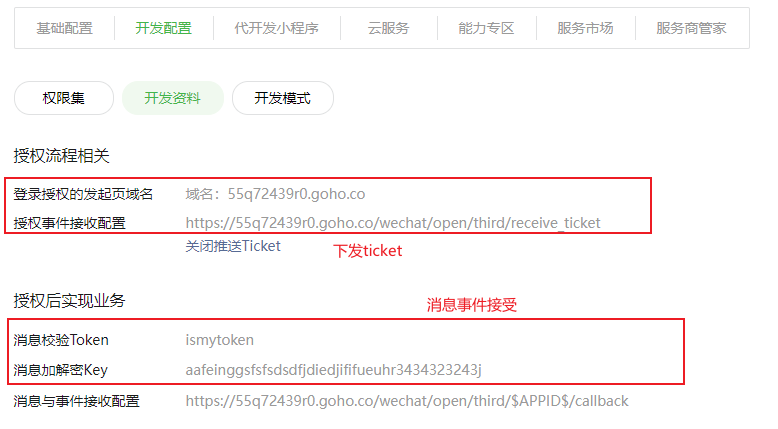 基础配置 开发配置 代开发小程序 云服务 能力专区 服务市场 服务商管家
权限集 开发资料 开发模式
授权流程相关
登录授权的发起页域名 域名：55q72439r0.goho.co
授权事件接收配置 https://55q72439r0.goho.co/wechat/open/third/receive_ticket
关闭推送Ticket 下发ticket
授权后实现业务 消息事件接受
消息校验Token ismytoken
消息加解密Key aafeinggsfsfsdsdfjdiedjififueuhr3434323243j
消息与事件接收配置 https://55q72439r0.goho.co/wechat/open/third/$APPID$/callback